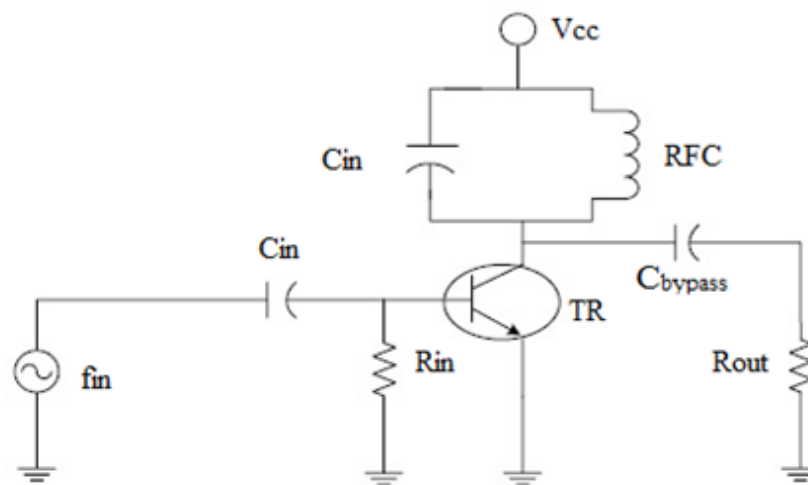 Vcc
Cin
RFC
Cin
Cbypass
TR
fin
Rin
Rout